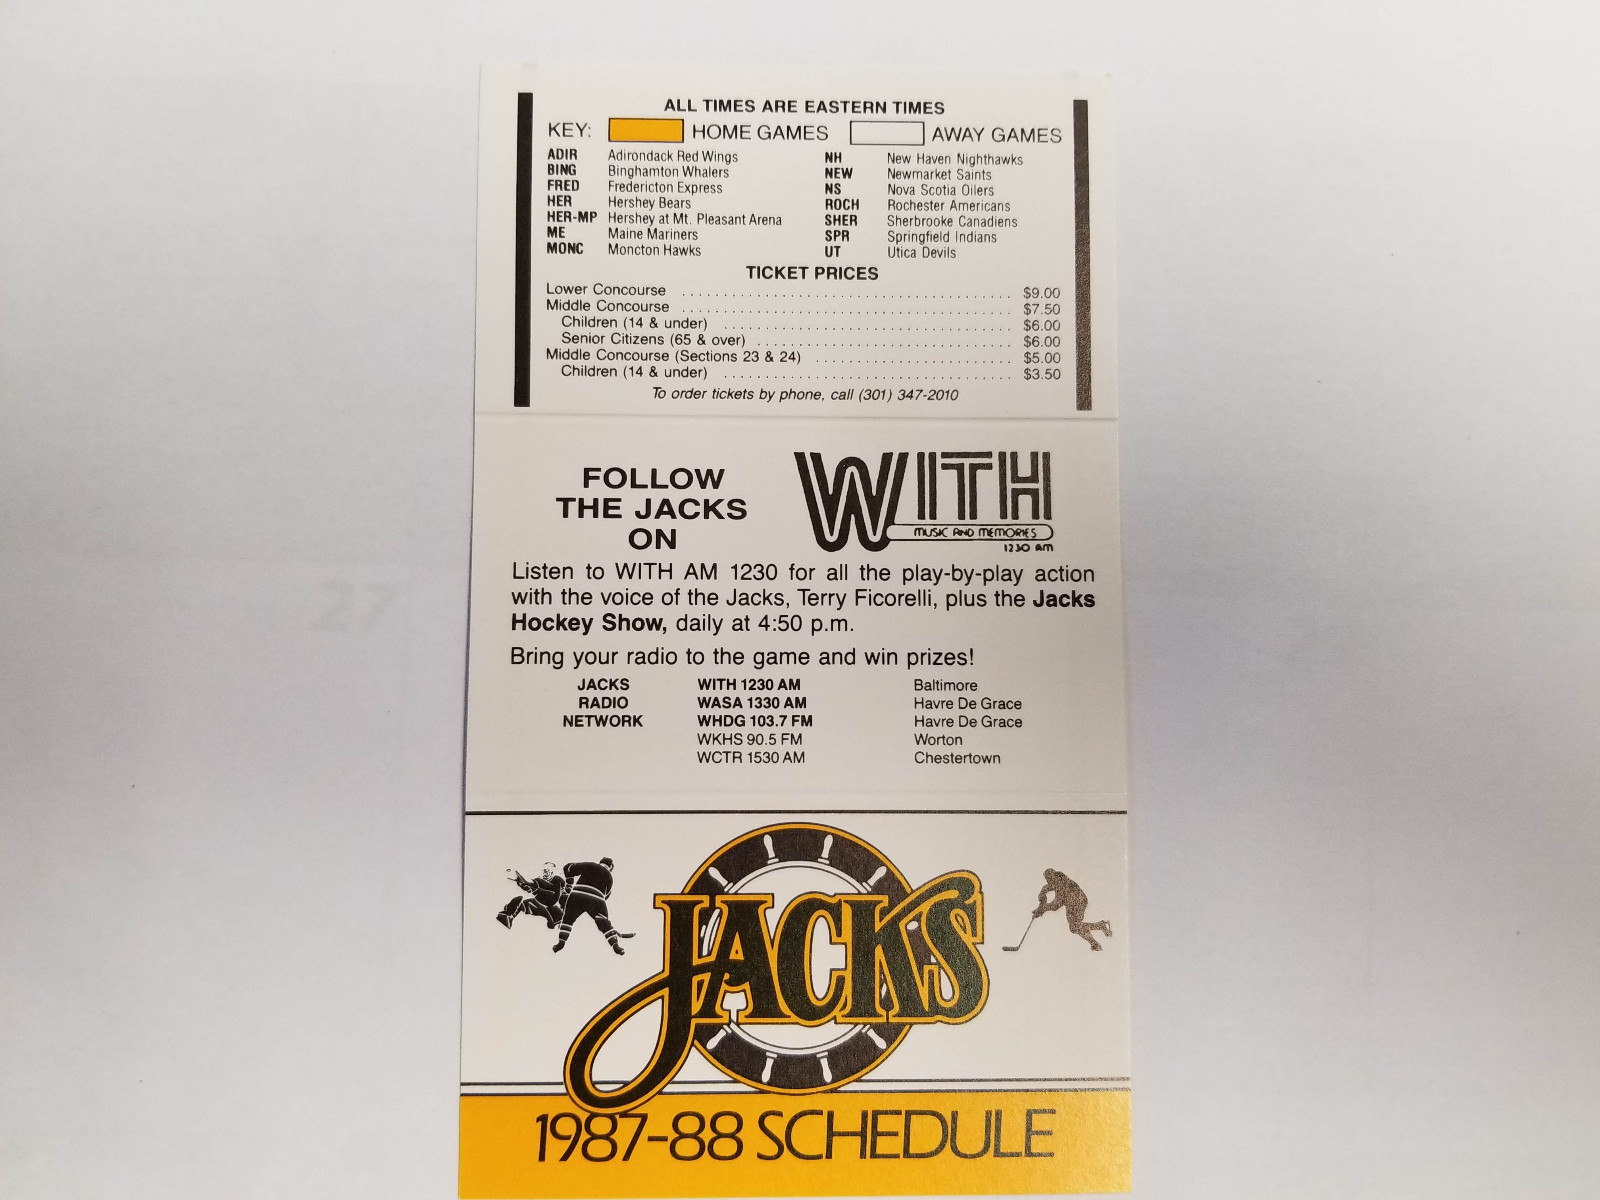 ALL TIMES ARE EASTERN TIMES
KEY: HOME GAMES AWAY GAMES
ADIR Adirondack Red Wings
BING Binghamton Whalers
FRED Fredericton Express
HER Hershey Bears
HER-MP Hershey at Mt. Pleasant Arena
ME Maine Mariners
MONC Moncton Hawks
NH New Haven Nighthawks
NEW Newmarket Saints
NS Nova Scotia Oilers
ROCH Rochester Americans
SHER Sherbrooke Canadiens
SPR Springfield Indians
UT Utica Devils
TICKET PRICES
Lower Concourse $9.00
Middle Concourse $7.50
Children (14 & under) $6.00
Senior Citizens (65 & over) $6.00
Middle Concourse (Sections 23 & 24) $5.00
Children (14 & under) $3.50
To order tickets by phone, call (301) 347-2010
FOLLOW
THE JACKS
ON
WITH
MUSIC AND MEMORIES
1230 AM
Listen to WITH AM 1230 for all the play-by-play action
with the voice of the Jacks, Terry Ficorelli, plus the Jacks
Hockey Show, daily at 4:50 p.m.
Bring your radio to the game and win prizes!
JACKS WITH 1230 AM Baltimore
RADIO WASA 1330 AM Havre De Grace
NETWORK WHDG 103.7 FM Havre De Grace
WKHS 90.5 FM Worton
WCTR 1530 AM Chestertown
JACKS
1987-88 SCHEDULE
27